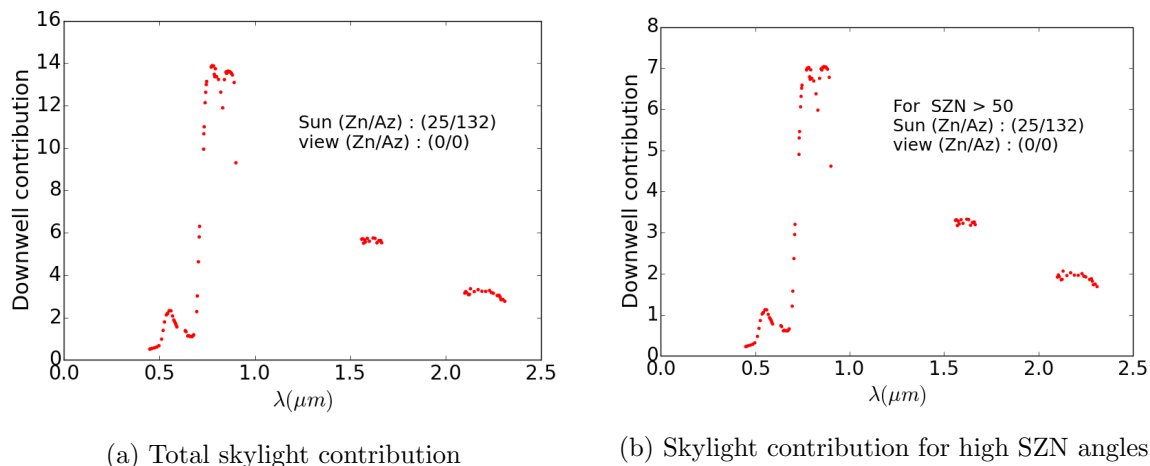 16
14
12
10
8
6
4
2
0
0.0 0.5 1.0 1.5 2.0 2.5
Downwell contribution
λ(μm)
Sun (Zn/Az) : (25/132)
view (Zn/Az) : (0/0)
(a) Total skylight contribution
8
7
6
5
4
3
2
1
0
0.0 0.5 1.0 1.5 2.0 2.5
Downwell contribution
λ(μm)
For SZN > 50
Sun (Zn/Az) : (25/132)
view (Zn/Az) : (0/0)
(b) Skylight contribution for high SZN angles